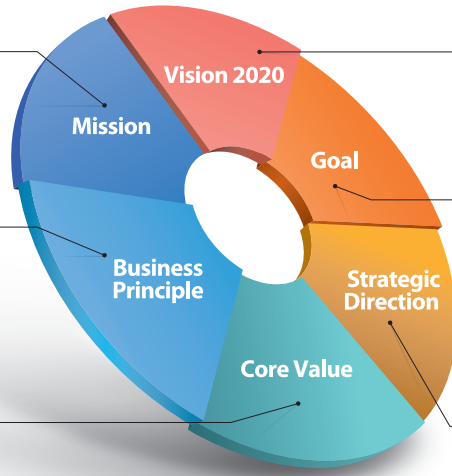 Vision 2020
Mission
Goal
Business
Principle
Strategic
Direction
Core Value